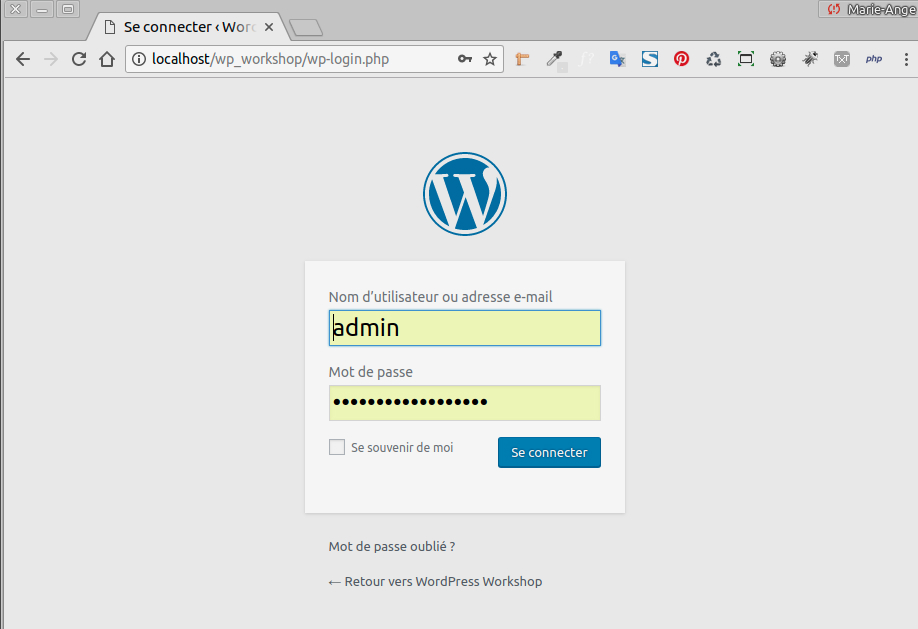 Se connecter ‹ Wor
Marie-Ange
localhost/wp_workshop/wp-login.php
php
Nom d'utilisateur ou adresse e-mail
admin
Mot de passe
••••••••••••••••••
Se souvenir de moi
Se connecter
Mot de passe oublié ?
← Retour vers WordPress Workshop